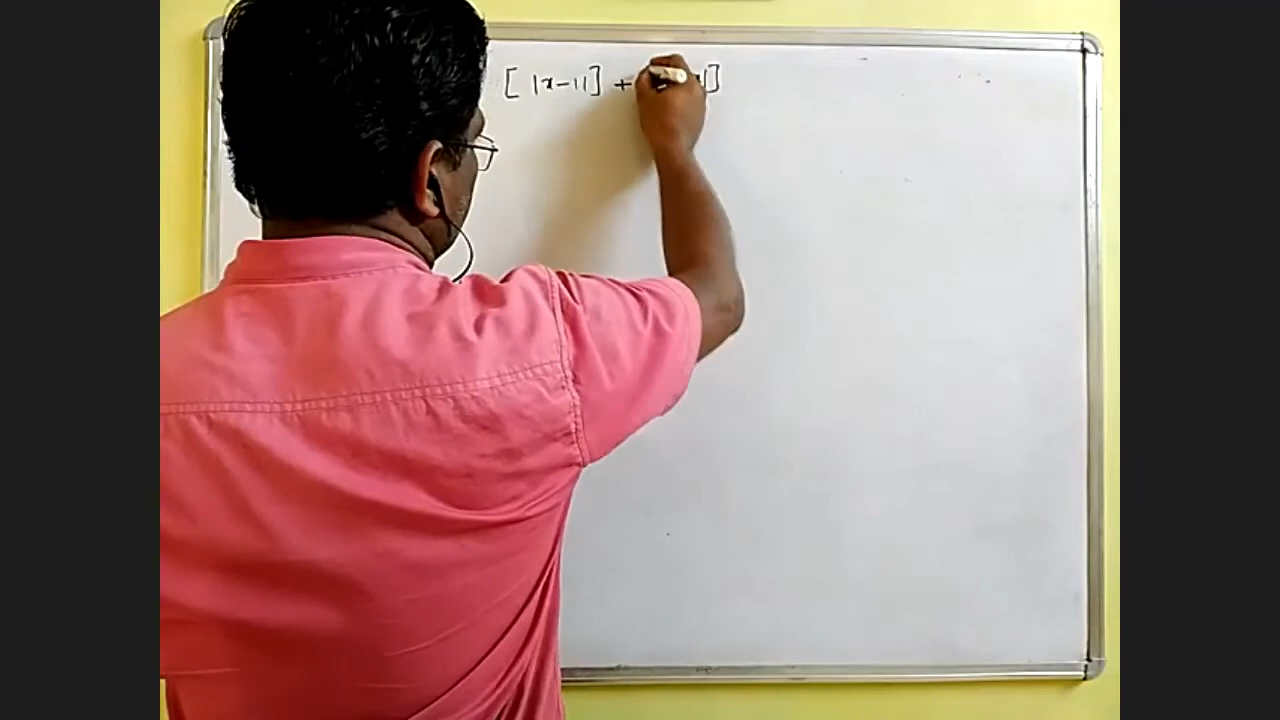 [ |x-1|] + |]